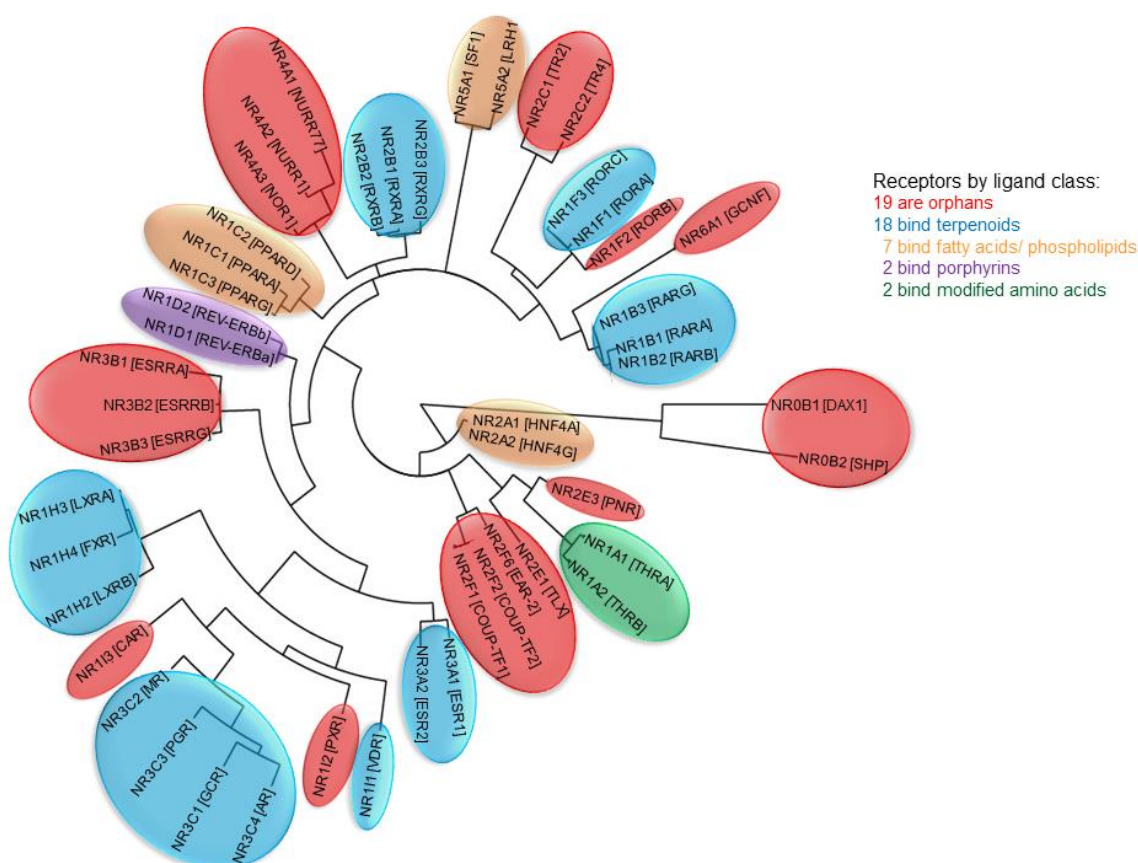 NR4A1 [NURR77]
NR4A2 [NURR1]
NR4A3 [NOR1]
NR2B2 [RXRB]
NR2B1 [RXRA]
NR2B3 [RXRG]
NR5A1 [SF1]
NR5A2 [LRH1
NR2C1 [TR2]
NR2C2 [TR4]
NR1F3 [RORC]
NR1F1 [RORA]
NR1F2 [RORB]
NR6A1 [GCNF]
NR1B3 [RARG]
NR1B1 [RARA]
NR1B2 [RARB]
NR0B1 [DAX1]
NR0B2 [SHP]
NR2A1 [HNF4A]
NR2A2 [HNF4G]
NR2E3 [PNR]
NR1A1 [THRA]
NR1A2 [THRB]
NR2E1 [TLX]
NR2F6 [EAR-2]
NR2F2 [COUP-TF2]
NR2F1 [COUP-TF1]
NR3A1 [ESR1]
NR3A2 [ESR2]
NR1I1 [VDR]
NR1I2 [PXR]
NR3C4 [AR]
NR3C1 [GCR]
NR3C3 [PGR]
NR3C2 [MR]
NR1I3 [CAR]
NR1H2 [LXRB]
NR1H4 [FXR]
NR1H3 [LXRA]
NR3B3 [ESRRG]
NR3B2 [ESRRB]
NR3B1 [ESRRA]
NR1D1 [REV-ERBa]
NR1D2 [REV-ERBb]
NR1C3 [PPARG]
NR1C1 [PPARA]
NR1C2 [PPARD]
Receptors by ligand class:
19 are orphans
18 bind terpenoids
7 bind fatty acids/ phospholipids
2 bind porphyrins
2 bind modified amino acids